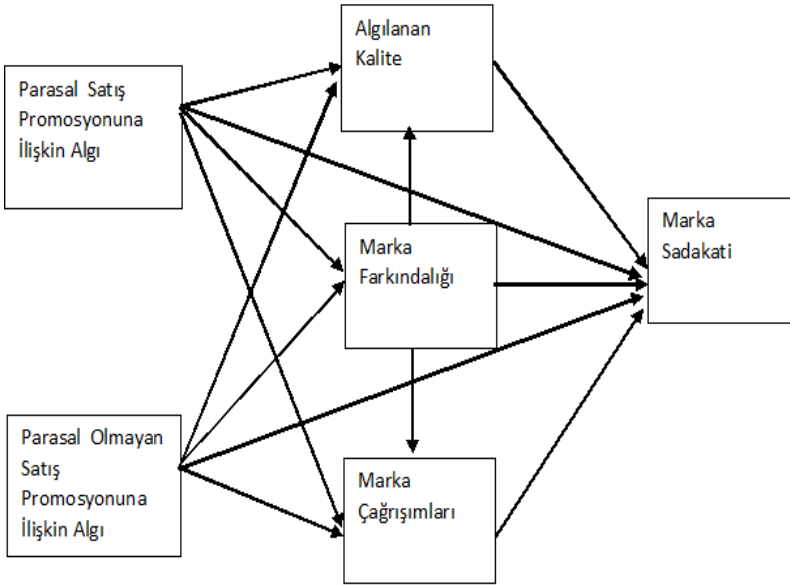 Algılanan
Kalite
Parasal Satış
Promosyonuna
İlişkin Algı
Marka
Farkındalığı
Marka
Sadakati
Parasal Olmayan
Satış
Promosyonuna
İlişkin Algı
Marka
Çağrışımları